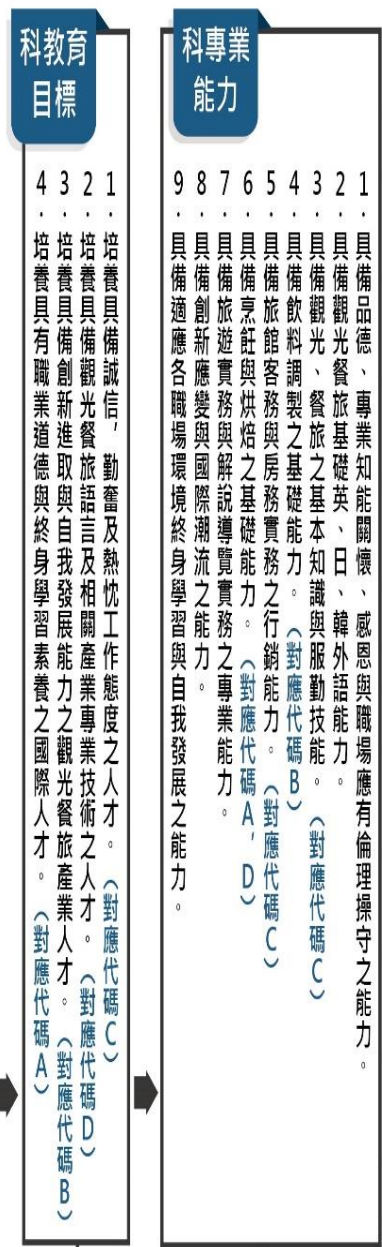 科教育
目標
1．培養具備誠信，勤奮及熱忱工作態度之人才。（對應代碼C）
2．培養具備觀光餐旅語言及相關產業專業技術之人才。（對應代碼D）
3．培養具備創新進取與自我發展能力之觀光餐旅產業人才。（對應代碼B）
4．培養具有職業道德與終身學習素養之國際人才。（對應代碼A）
科專業
能力
1．具備品德、專業知能關懷、感恩與職場應有倫理操守之能力。
2．具備觀光餐旅基礎英、日、韓外語能力。
3．具備觀光、餐旅之基本知識與服勤技能。（對應代碼C）
4．具備飲料調製之基礎能力。（對應代碼B）
5．具備旅館客務與房務實務之行銷能力。（對應代碼C）
6．具備烹飪與烘焙之基礎能力。（對應代碼A，D）
7．具備旅遊實務與解說導覽實務之專業能力。
8．具備創新應變與國際潮流之能力。
9．具備適應各職場環境終身學習與自我發展之能力。